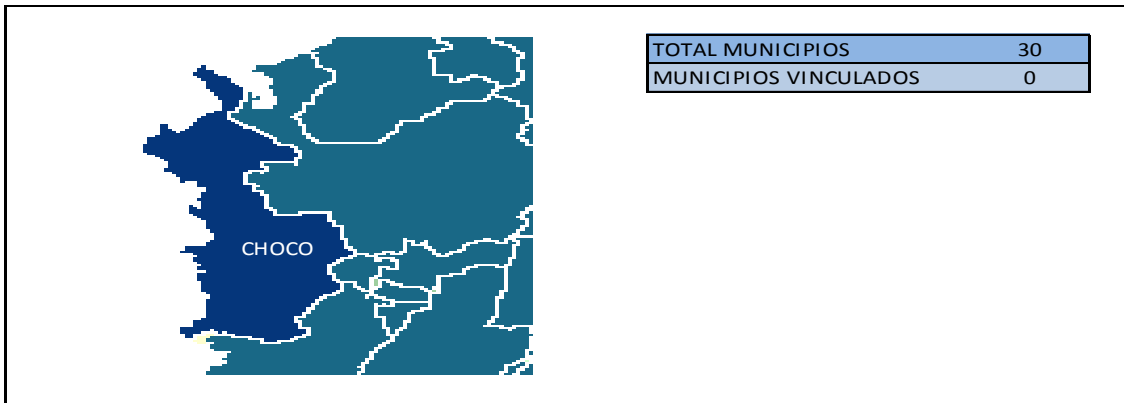 TOTAL MUNICIPIOS 30
MUNICIPIOS VINCULADOS 0
CHOCO